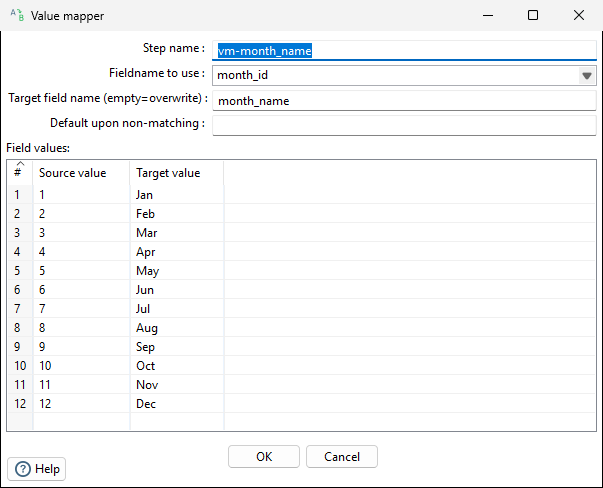 Value mapper
Step name :
vm-month_name
Fieldname to use :
month_id
Target field name (empty=overwrite) :
month_name
Default upon non-matching :
Field values:
# Source value Target value
1 1 Jan
2 2 Feb
3 3 Mar
4 4 Apr
5 5 May
6 6 Jun
7 7 Jul
8 8 Aug
9 9 Sep
10 10 Oct
11 11 Nov
12 12 Dec
OK Cancel
Help